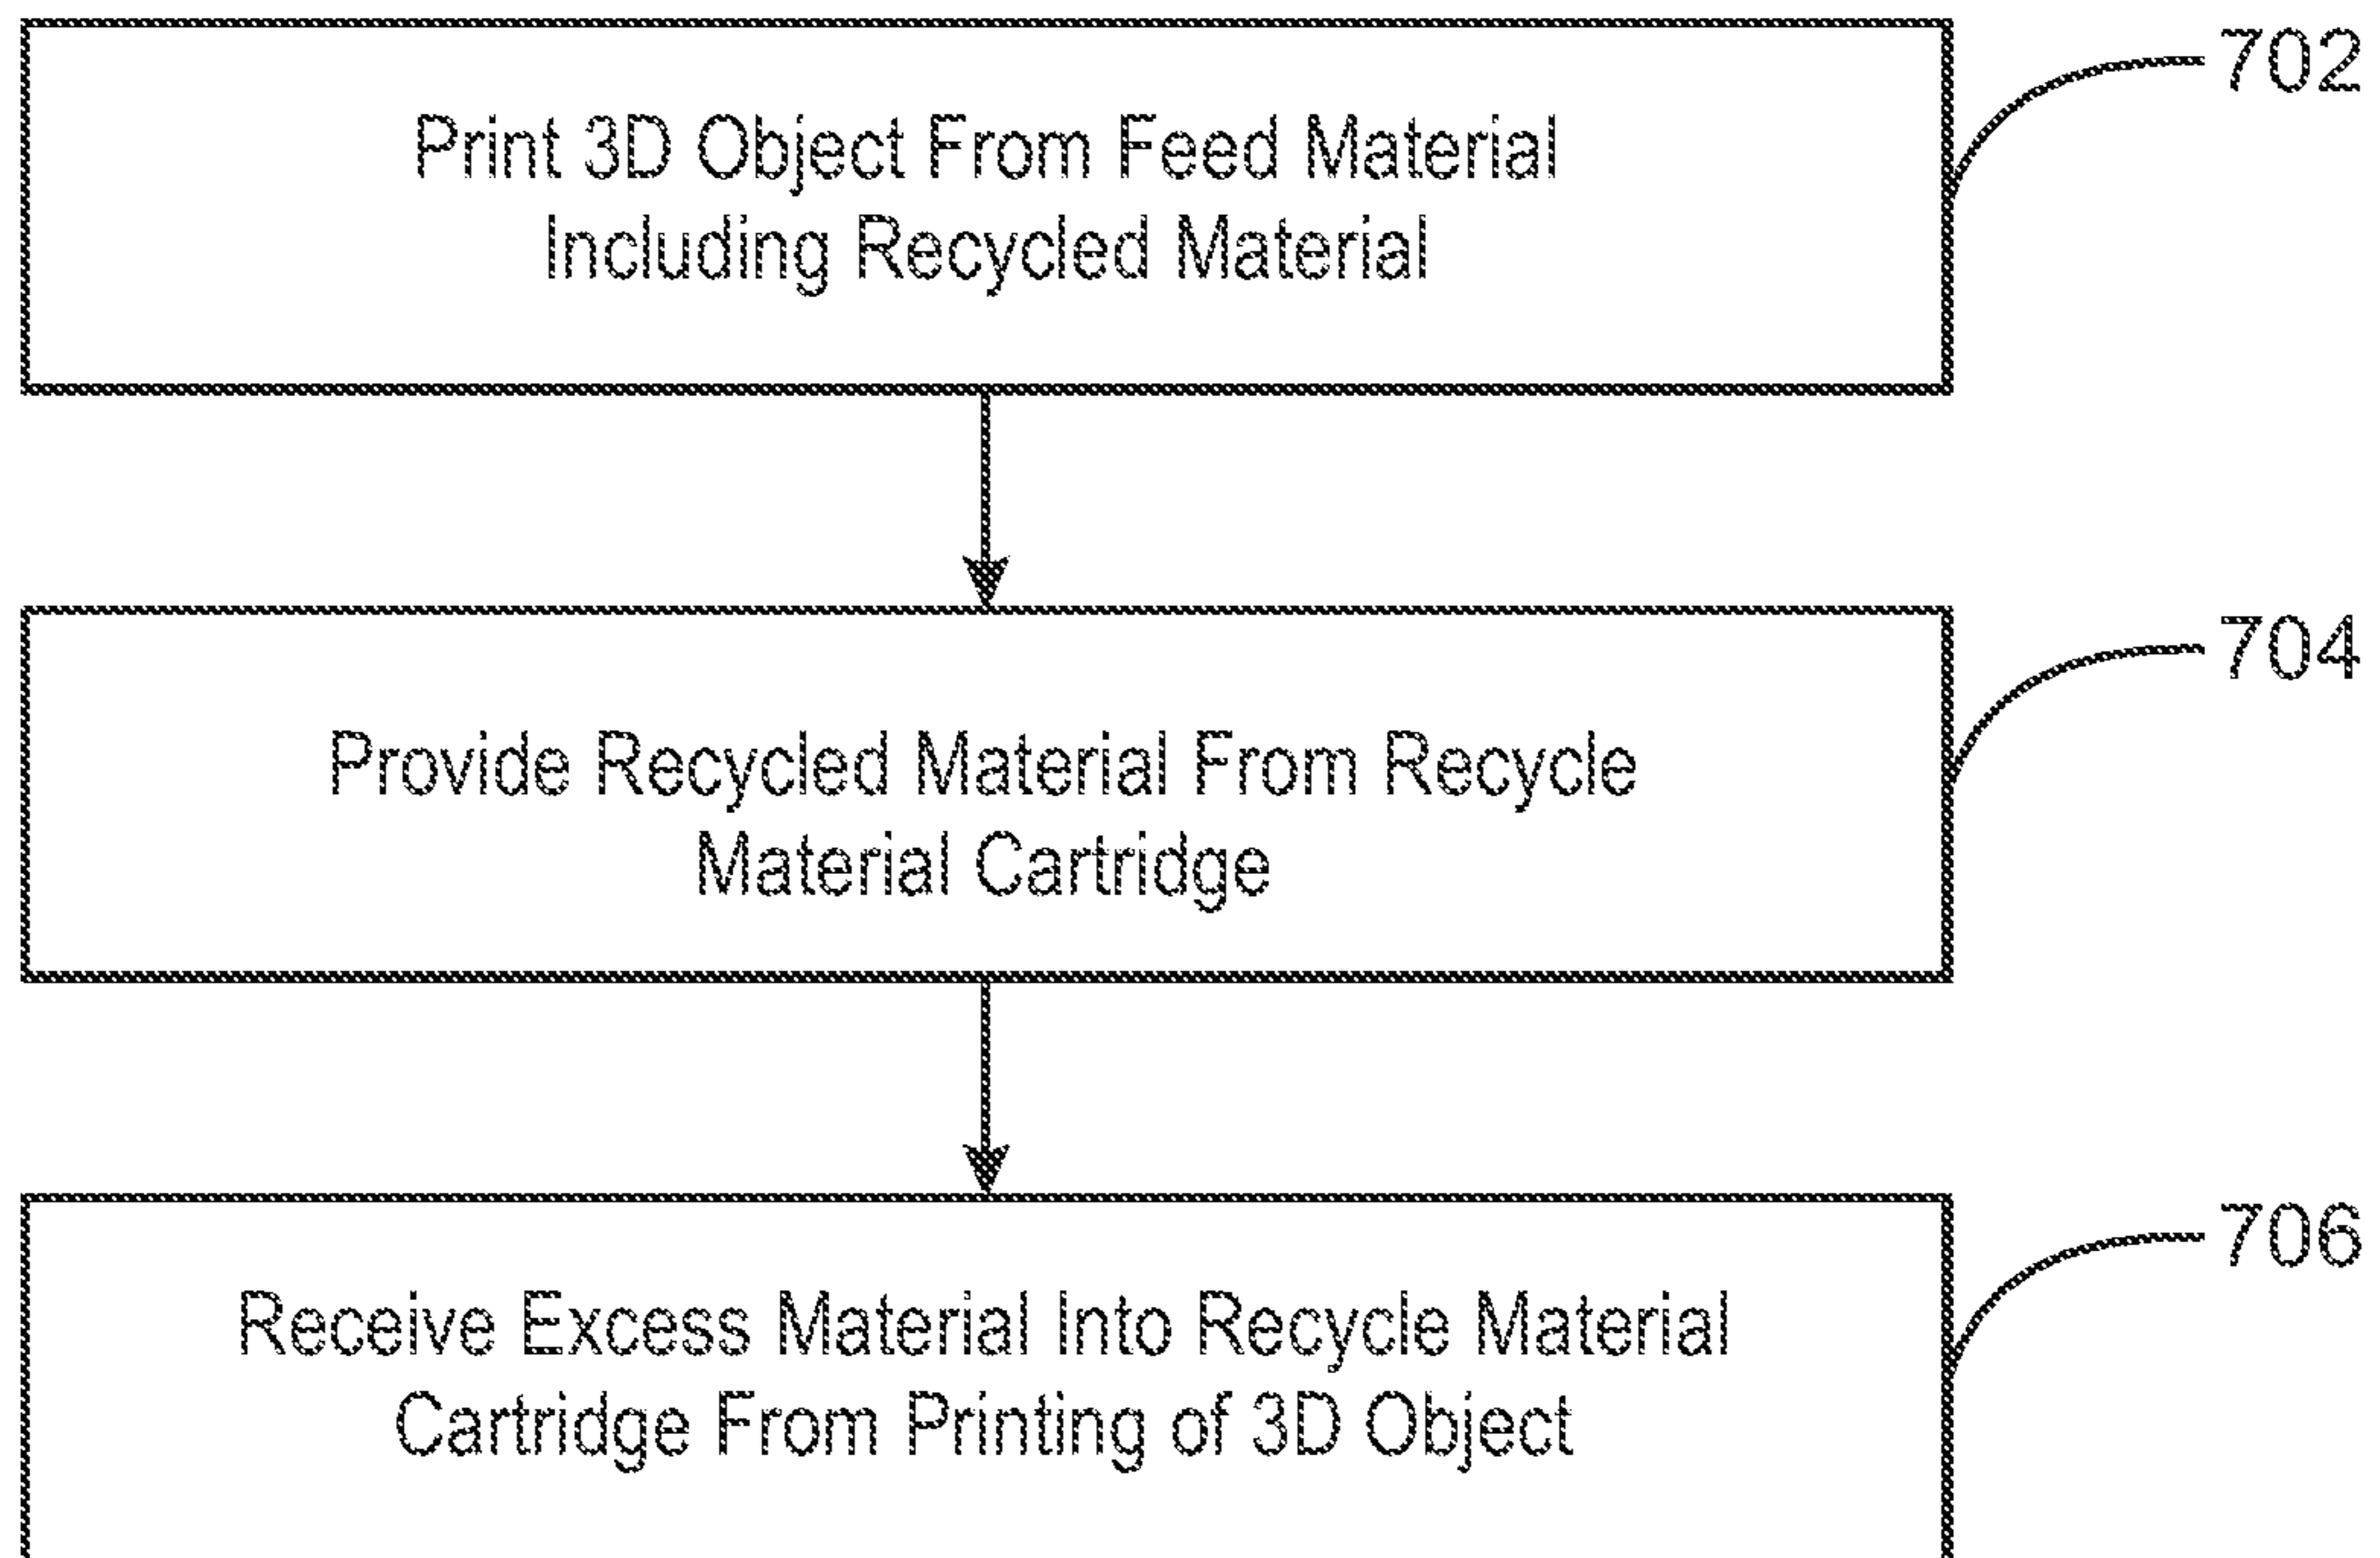 702
Print 3D Object From Feed Material
Including Recycled Material
704
Provide Recycled Material From Recycle
Material Cartridge
706
Receive Excess Material Into Recycle Material
Cartridge From Printing of 3D Object